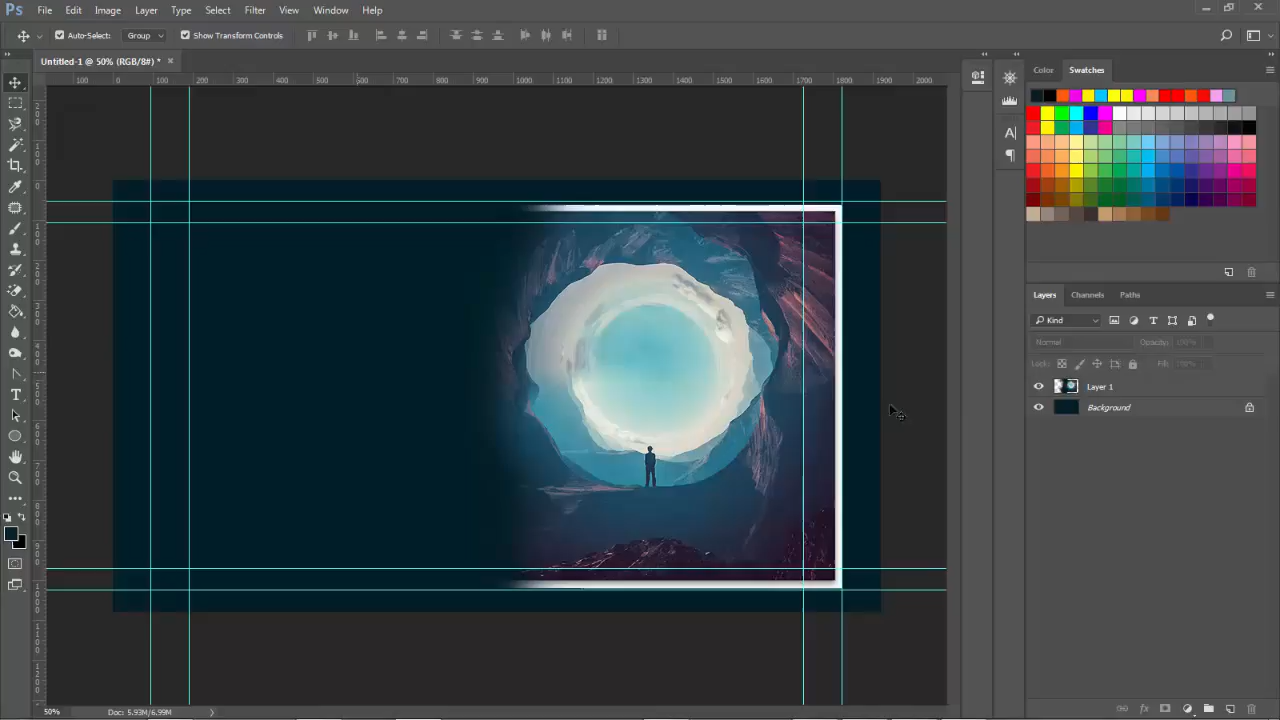 Ps File Edit Image Layer Type Select Filter View Window Help
Auto-Select: Group Show Transform Controls
Untitled-1 @ 50% (RGB/8#) * ×
100 0 100 200 300 400 500 600 700 800 900 1000 1100 1200 1300 1400 1500 1600 1700 1800 1900 2000
Color Swatches
Layers Channels Paths
Kind
Normal Opacity: 100%
Lock: Fill: 100%
Layer 1
Background
50% Doc: 5.93M/6.99M